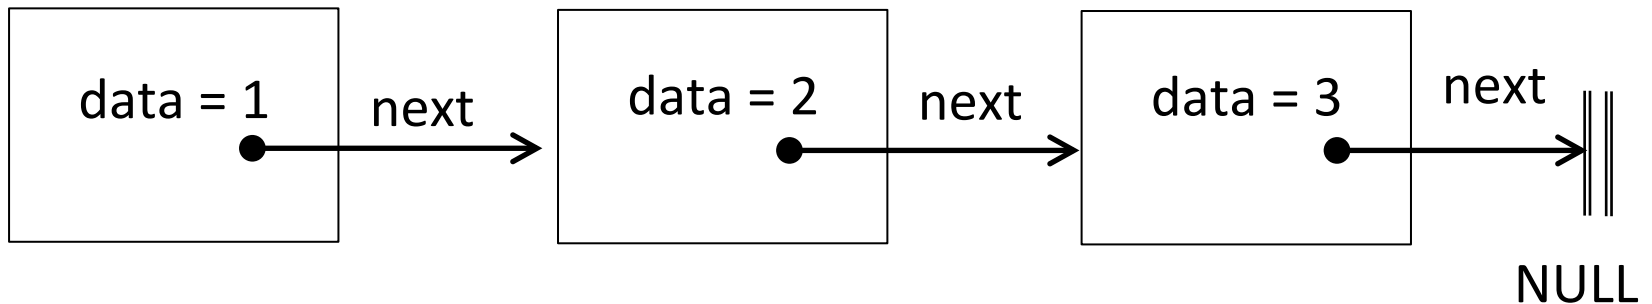 data = 1
next
data = 2
next
data = 3
next
NULL